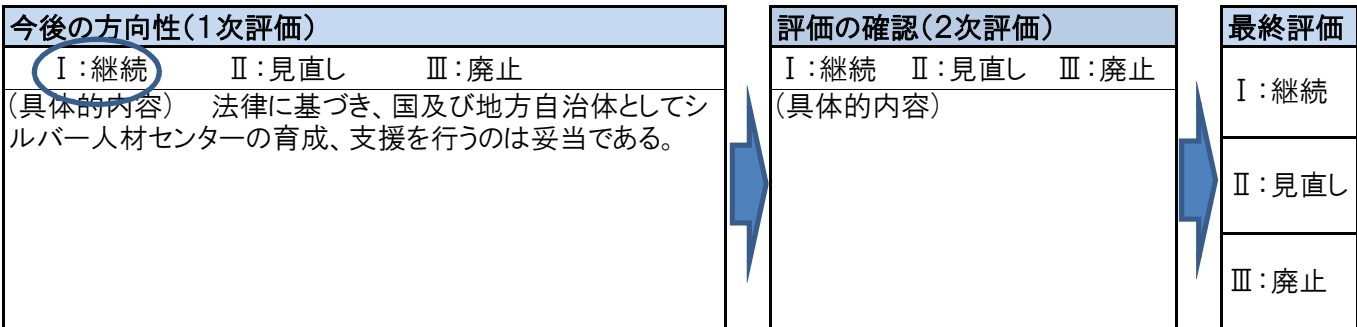 今後の方向性(1次評価)
Ⅰ:継続　　Ⅱ:見直し　　Ⅲ:廃止
(具体的内容)　法律に基づき、国及び地方自治体としてシ
ルバー人材センターの育成、支援を行うのは妥当である。
評価の確認(2次評価)
Ⅰ:継続　Ⅱ:見直し　Ⅲ:廃止
(具体的内容)
最終評価
Ⅰ:継続
Ⅱ:見直し
Ⅲ:廃止